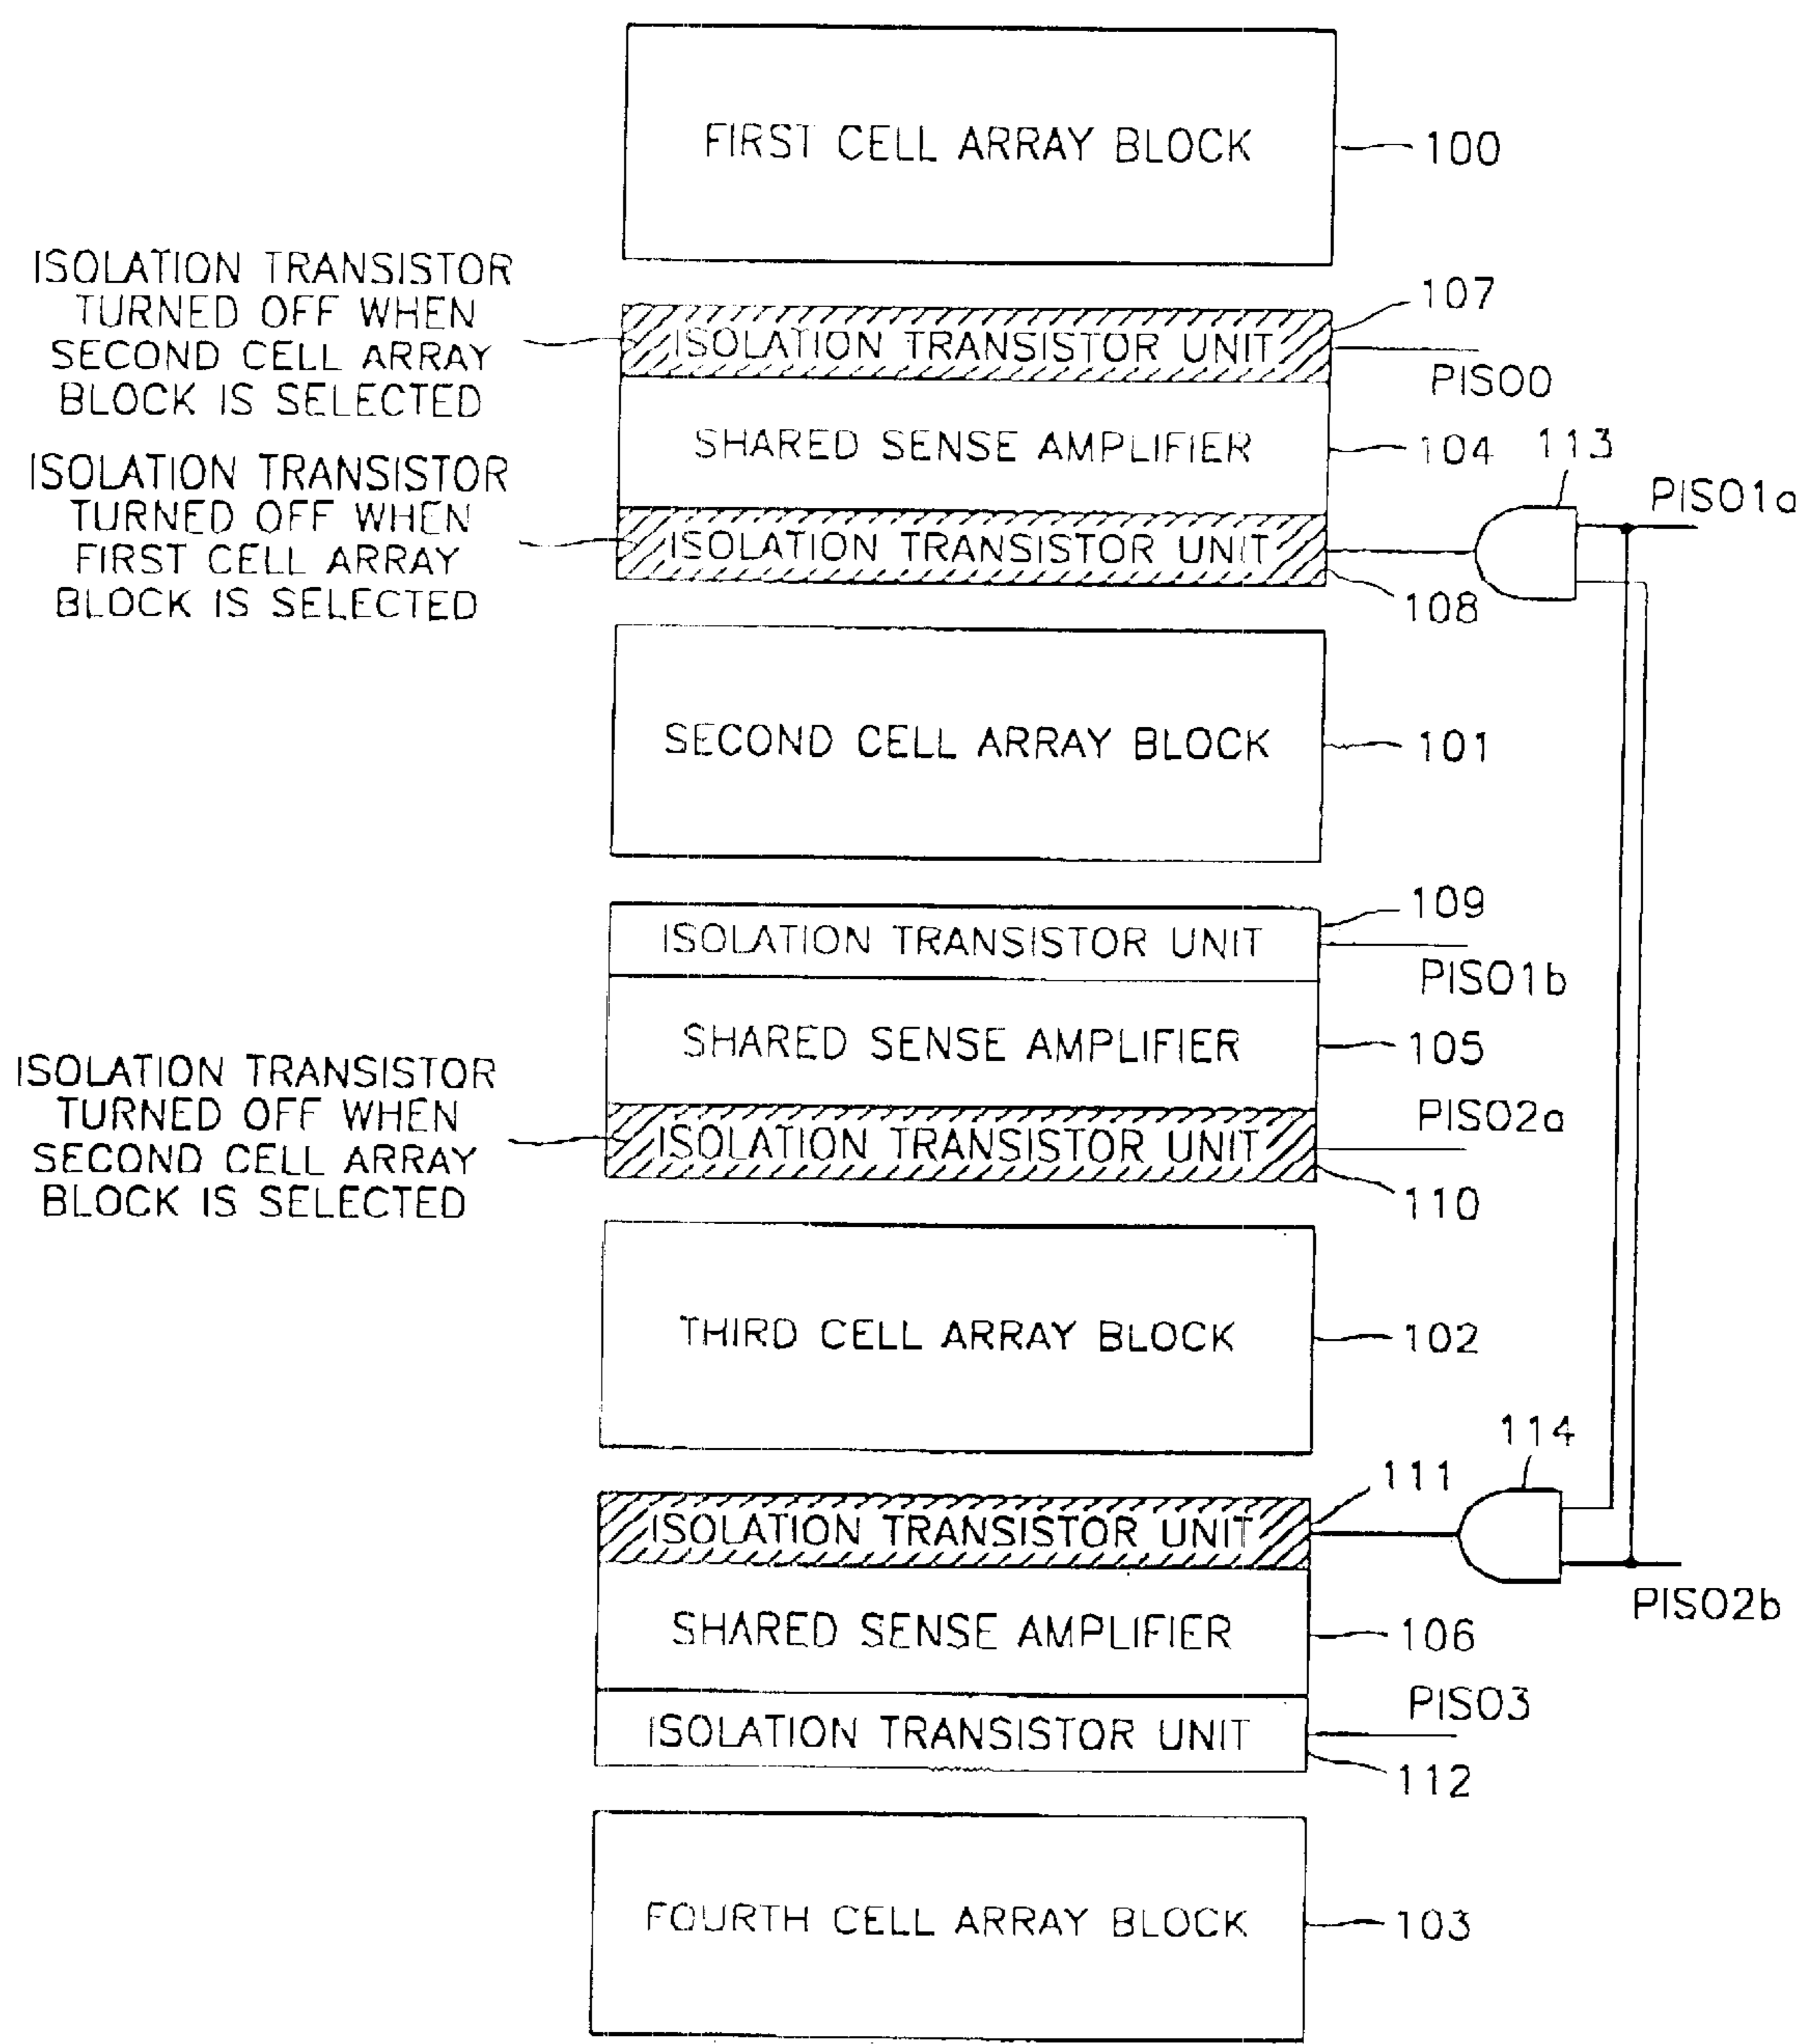 FIRST CELL ARRAY BLOCK
100
ISOLATION TRANSISTOR
TURNED OFF WHEN
SECOND CELL ARRAY
BLOCK IS SELECTED
107
ISOLATION TRANSISTOR UNIT
PISO0
SHARED SENSE AMPLIFIER
104
113
PISO1a
ISOLATION TRANSISTOR
TURNED OFF WHEN
FIRST CELL ARRAY
BLOCK IS SELECTED
ISOLATION TRANSISTOR UNIT
108
SECOND CELL ARRAY BLOCK
101
109
ISOLATION TRANSISTOR UNIT
PISO1b
SHARED SENSE AMPLIFIER
105
ISOLATION TRANSISTOR
TURNED OFF WHEN
SECOND CELL ARRAY
BLOCK IS SELECTED
PISO2a
ISOLATION TRANSISTOR UNIT
110
THIRD CELL ARRAY BLOCK
102
114
111
ISOLATION TRANSISTOR UNIT
PISO2b
SHARED SENSE AMPLIFIER
106
PISO3
ISOLATION TRANSISTOR UNIT
112
FOURTH CELL ARRAY BLOCK
103